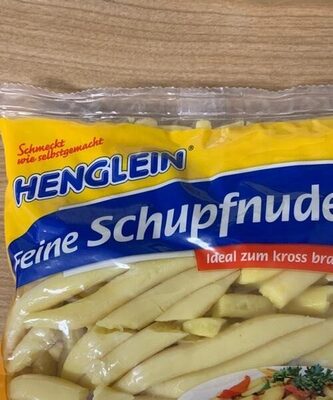 Schmeckt
wie selbstgemacht
HENGLEIN®
Feine Schupfnude
Ideal zum kross bra